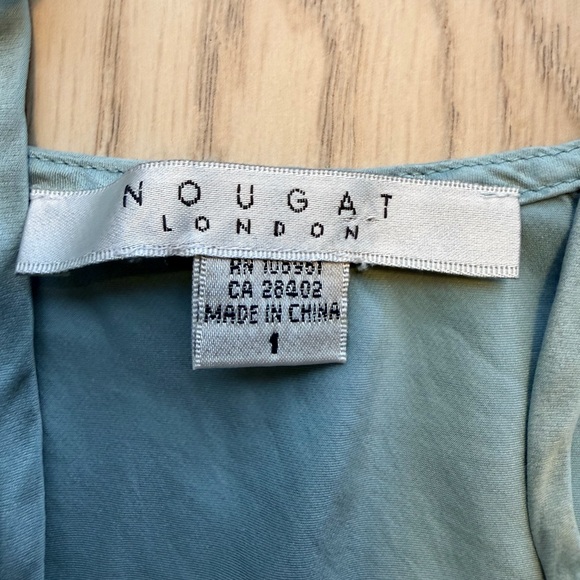 NOUGAT
LONDON
CA 28402
MADE IN CHINA
1